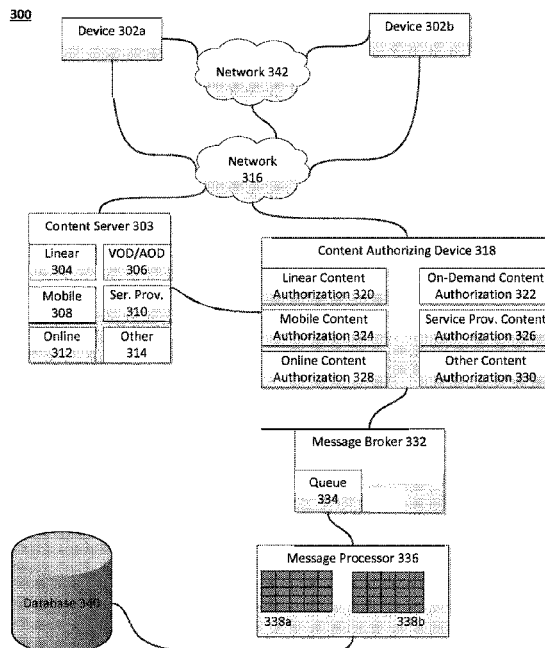 300
Device 302a
Device 302b
Network 342
Network
316
Content Server 303
Linear
304
VOD/AOD
306
Mobile
308
Ser. Prov.
310
Online
312
Other
314
Content Authorizing Device 318
Linear Content
Authorization 320
On-Demand Content
Authorization 322
Mobile Content
Authorization 324
Service Prov. Content
Authorization 326
Online Content
Authorization 328
Other Content
Authorization 330
Message Broker 332
Queue
334
Message Processor 336
338a
338b
Database 340